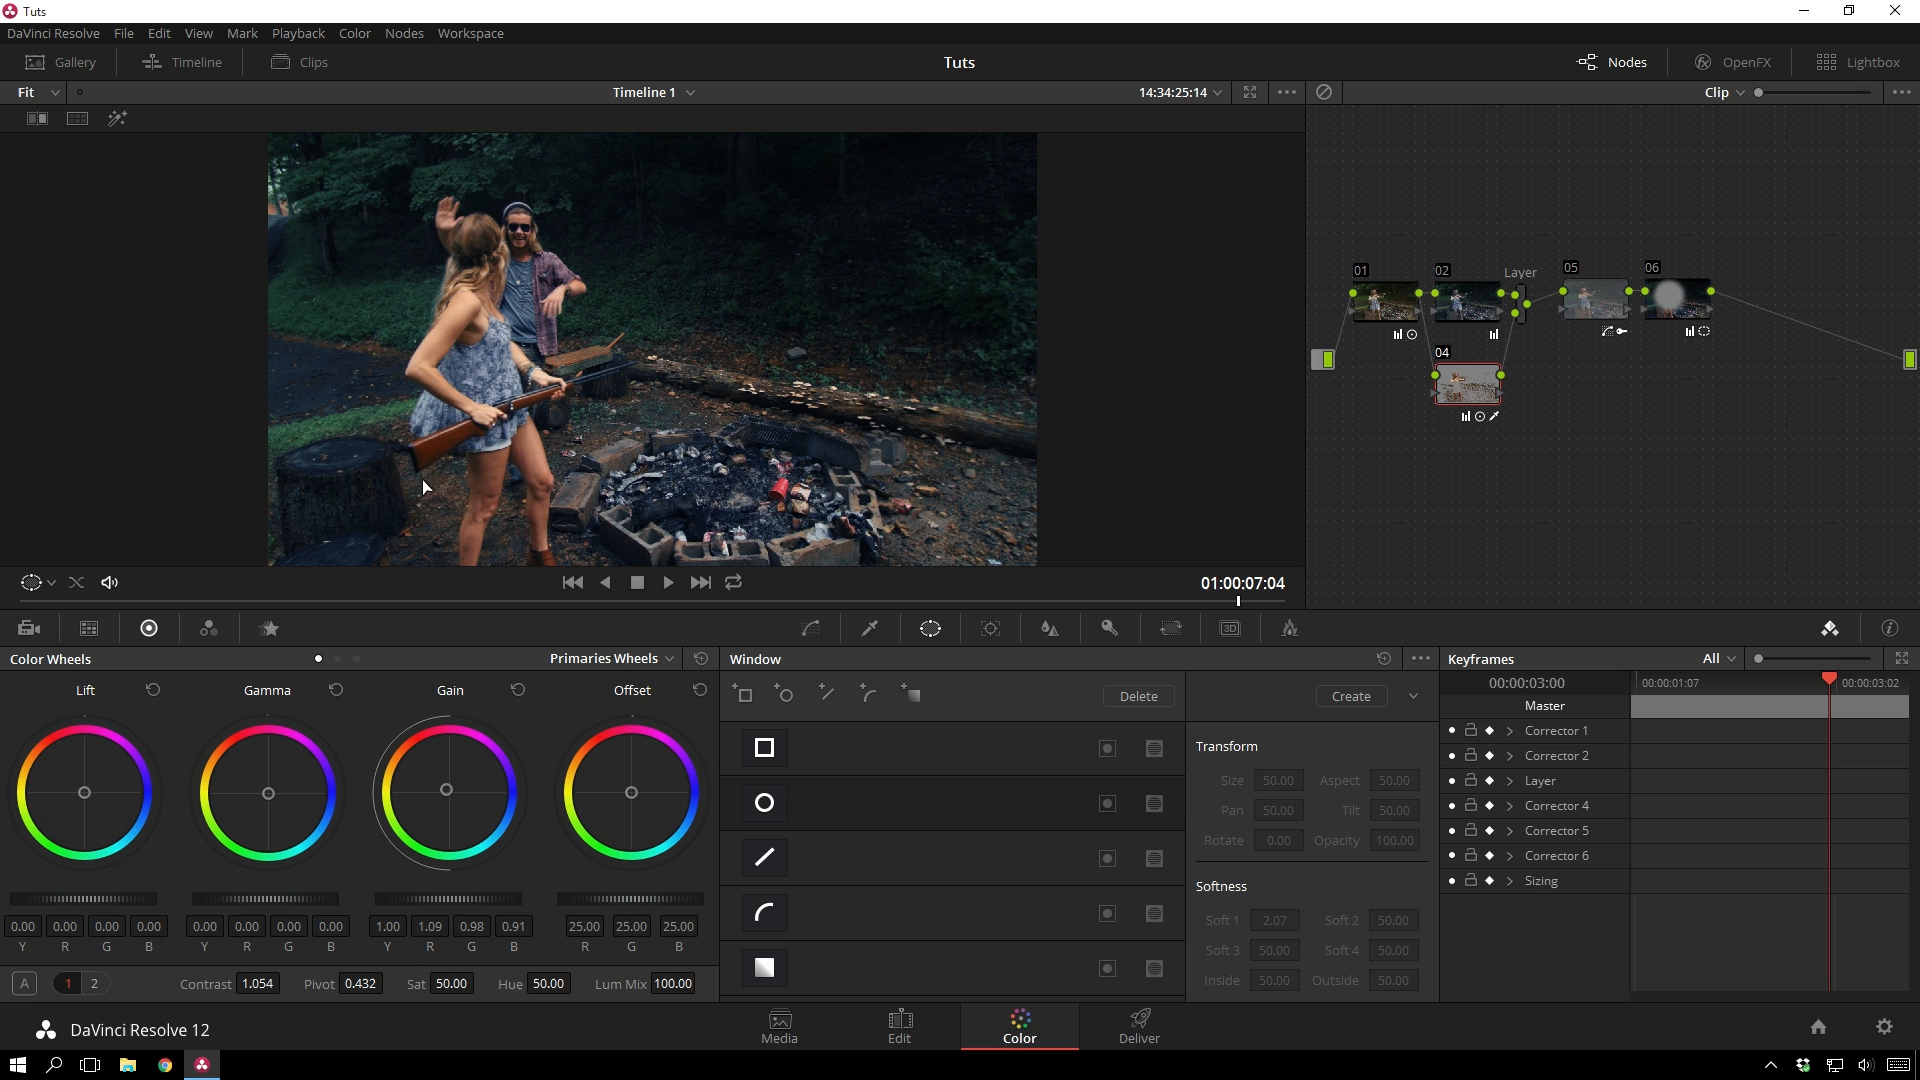 Tuts
DaVinci Resolve File Edit View Mark Playback Color Nodes Workspace
Gallery Timeline Clips Tuts Nodes OpenFX Lightbox
Fit Timeline 1 14:34:25:14 Clip
01 02 Layer 05 06
04
01:00:07:04
3D
Color Wheels Primaries Wheels Window Keyframes All
Lift Gamma Gain Offset
Delete Create
00:00:03:00 00:00:01:07 00:00:03:02
Master
Transform
Size 50.00 Aspect 50.00
Pan 50.00 Tilt 50.00
Rotate 0.00 Opacity 100.00
Softness
Soft 1 2.07 Soft 2 50.00
Soft 3 50.00 Soft 4 50.00
Inside 50.00 Outside 50.00
Corrector 1
Corrector 2
Layer
Corrector 4
Corrector 5
Corrector 6
Sizing
0.00 0.00 0.00 0.00 0.00 0.00 0.00 0.00 1.00 1.09 0.98 0.91 25.00 25.00 25.00
Y R G B Y R G B Y R G B R G B
A 1 2 Contrast 1.054 Pivot 0.432 Sat 50.00 Hue 50.00 Lum Mix 100.00
DaVinci Resolve 12
Media Edit Color Deliver